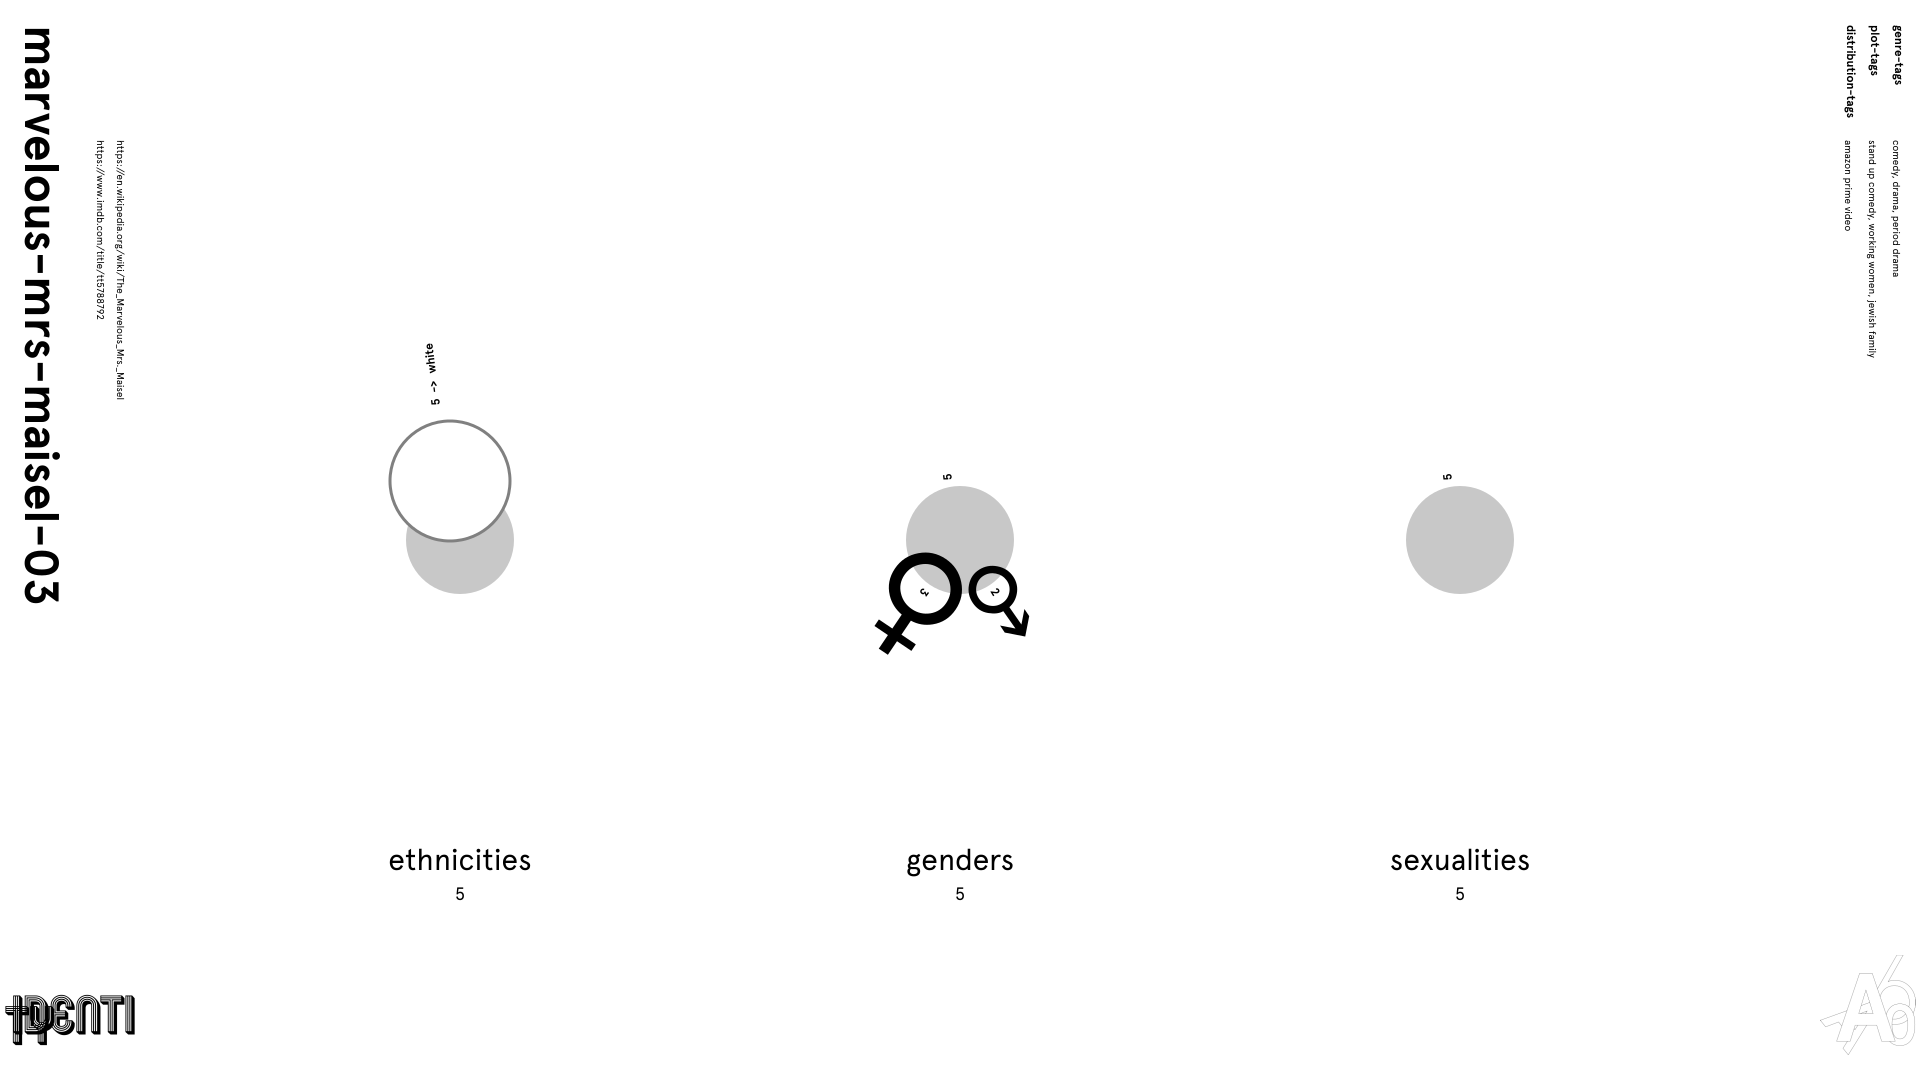 marvelous-mrs-maisel-03
https://en.wikipedia.org/wiki/The_Marvelous_Mrs._Maisel
https://www.imdb.com/title/tt5788792
genre-tags
comedy, drama, period drama
plot-tags
stand up comedy, working women, jewish family
distribution-tags
amazon prime video
5 -> white
5
3
2
5
ethnicities
5
genders
5
sexualities
5
IDENTI